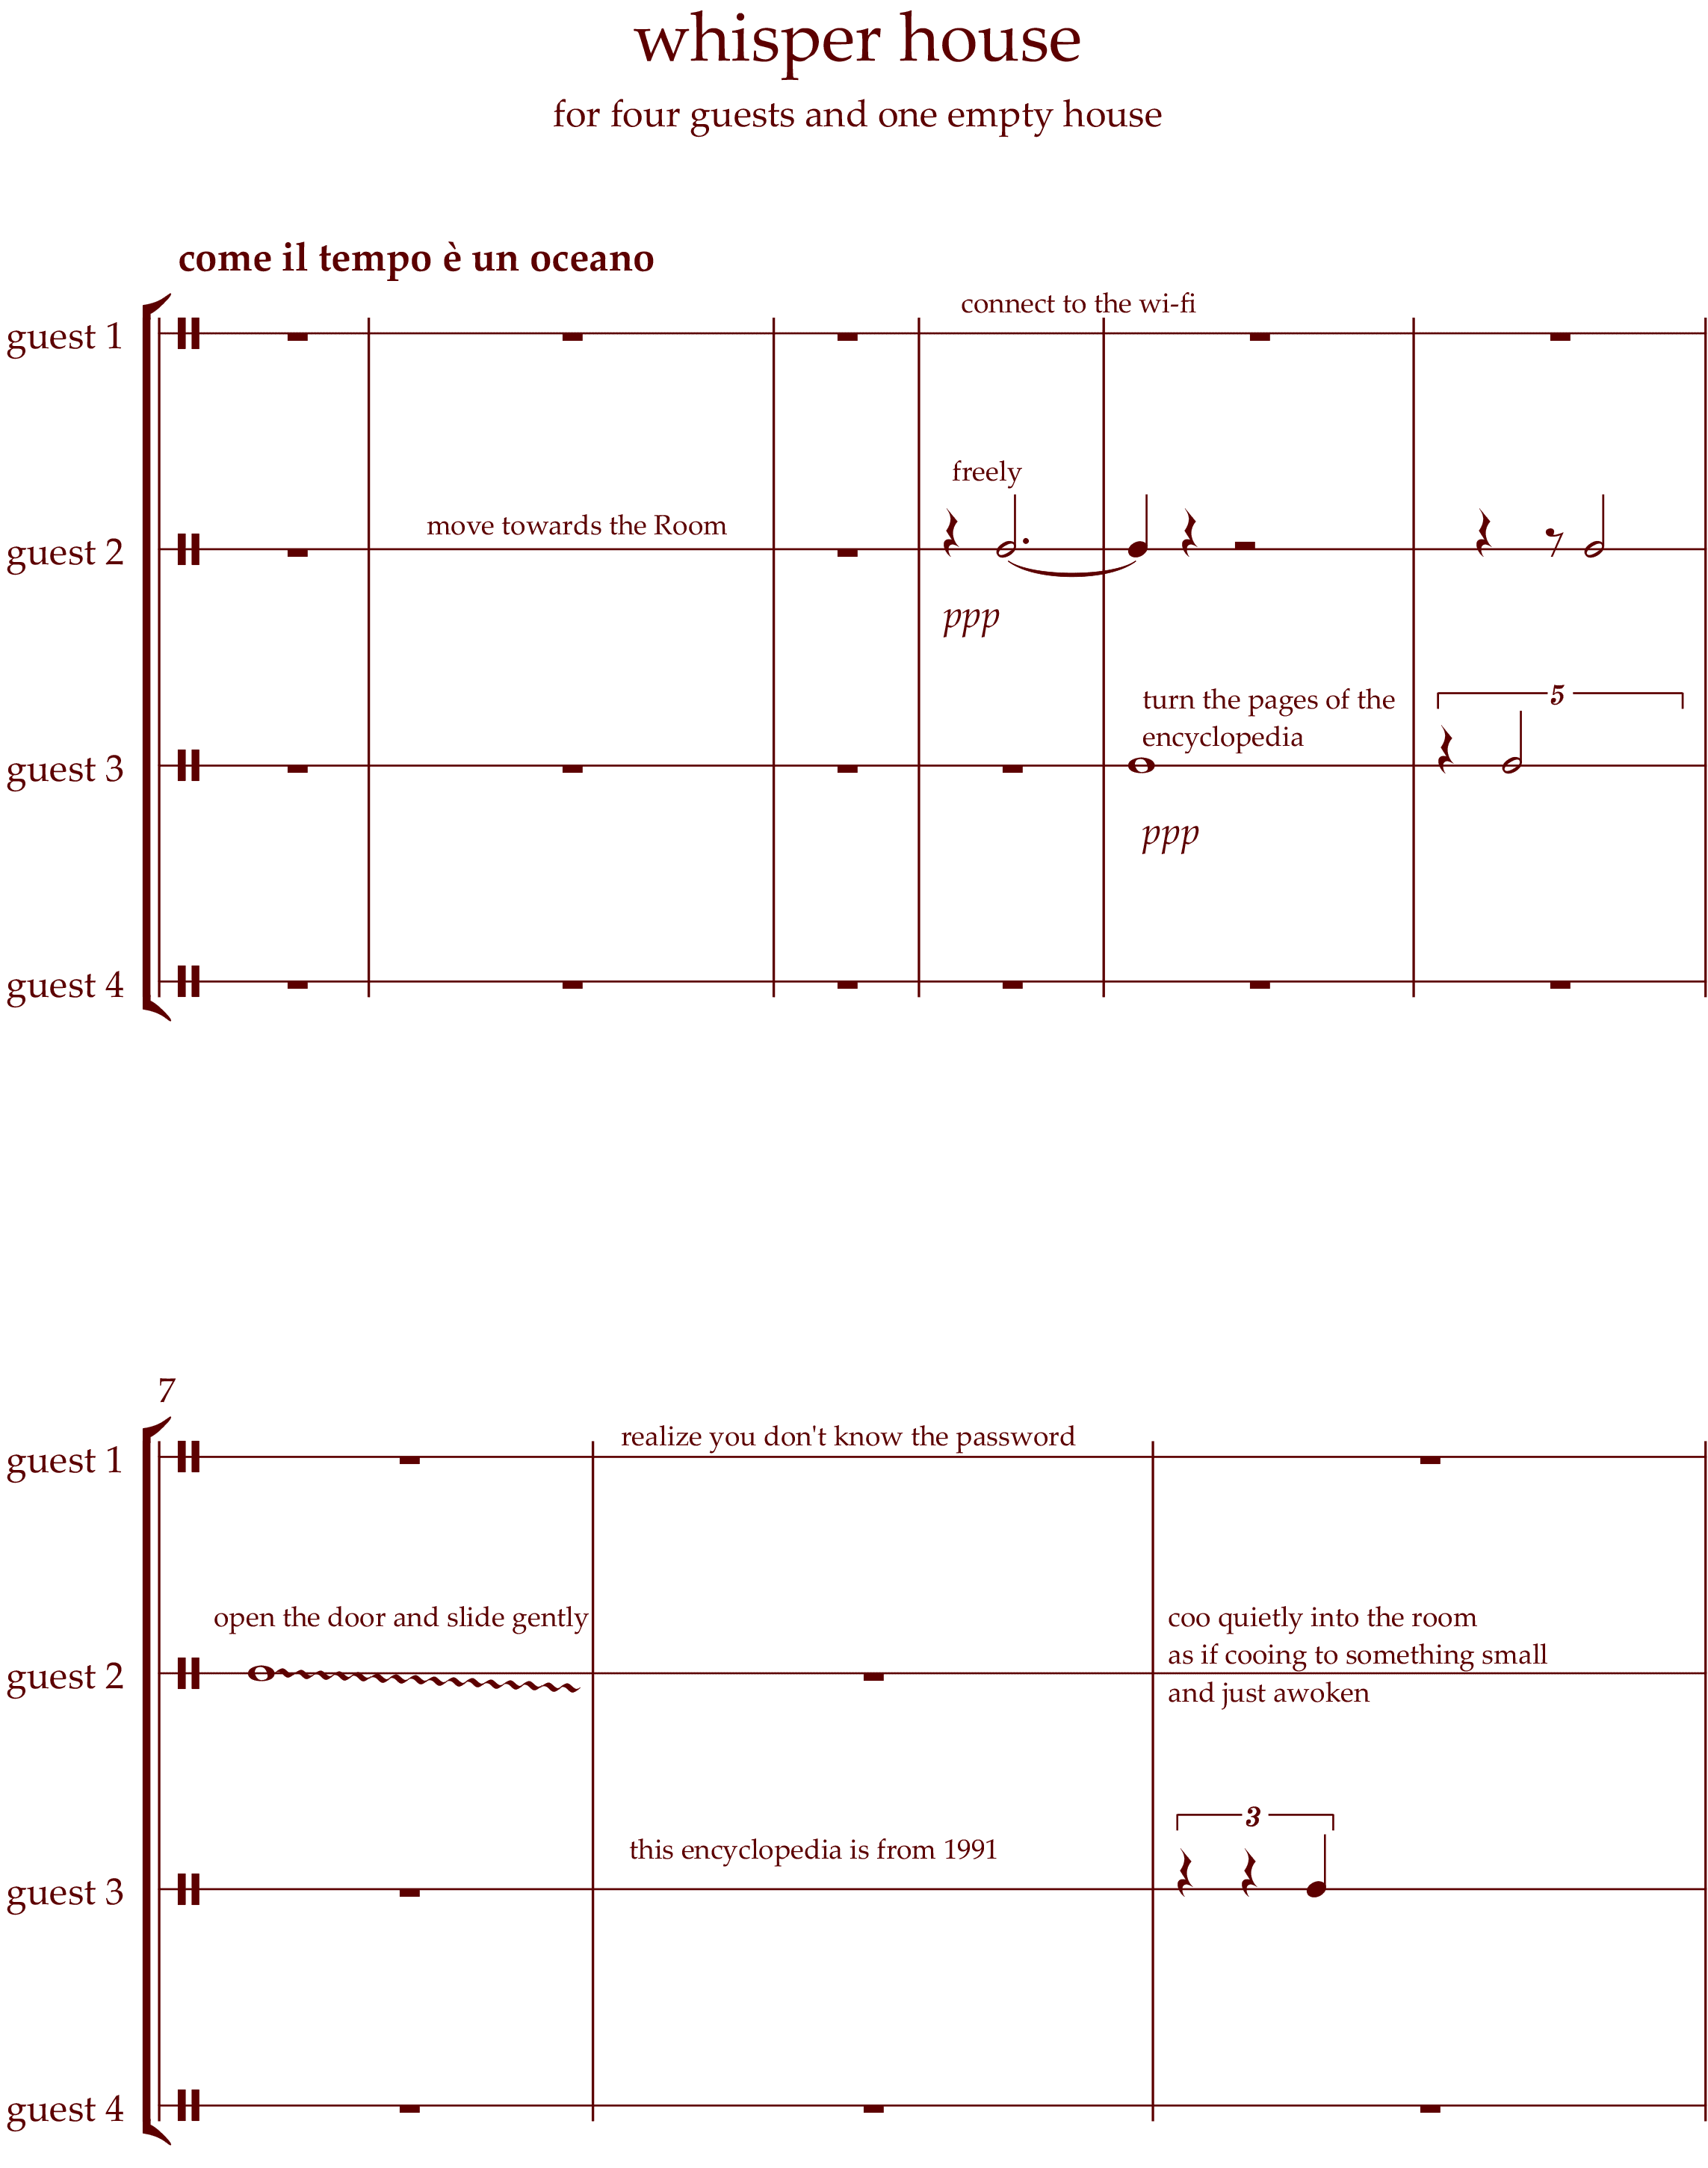 whisper house
for four guests and one empty house
come il tempo è un oceano
connect to the wi-fi
guest 1
freely
move towards the Room
guest 2
ppp
turn the pages of the
encyclopedia
5
guest 3
ppp
guest 4
7
realize you don't know the password
guest 1
open the door and slide gently
coo quietly into the room
as if cooing to something small
and just awoken
guest 2
3
this encyclopedia is from 1991
guest 3
guest 4